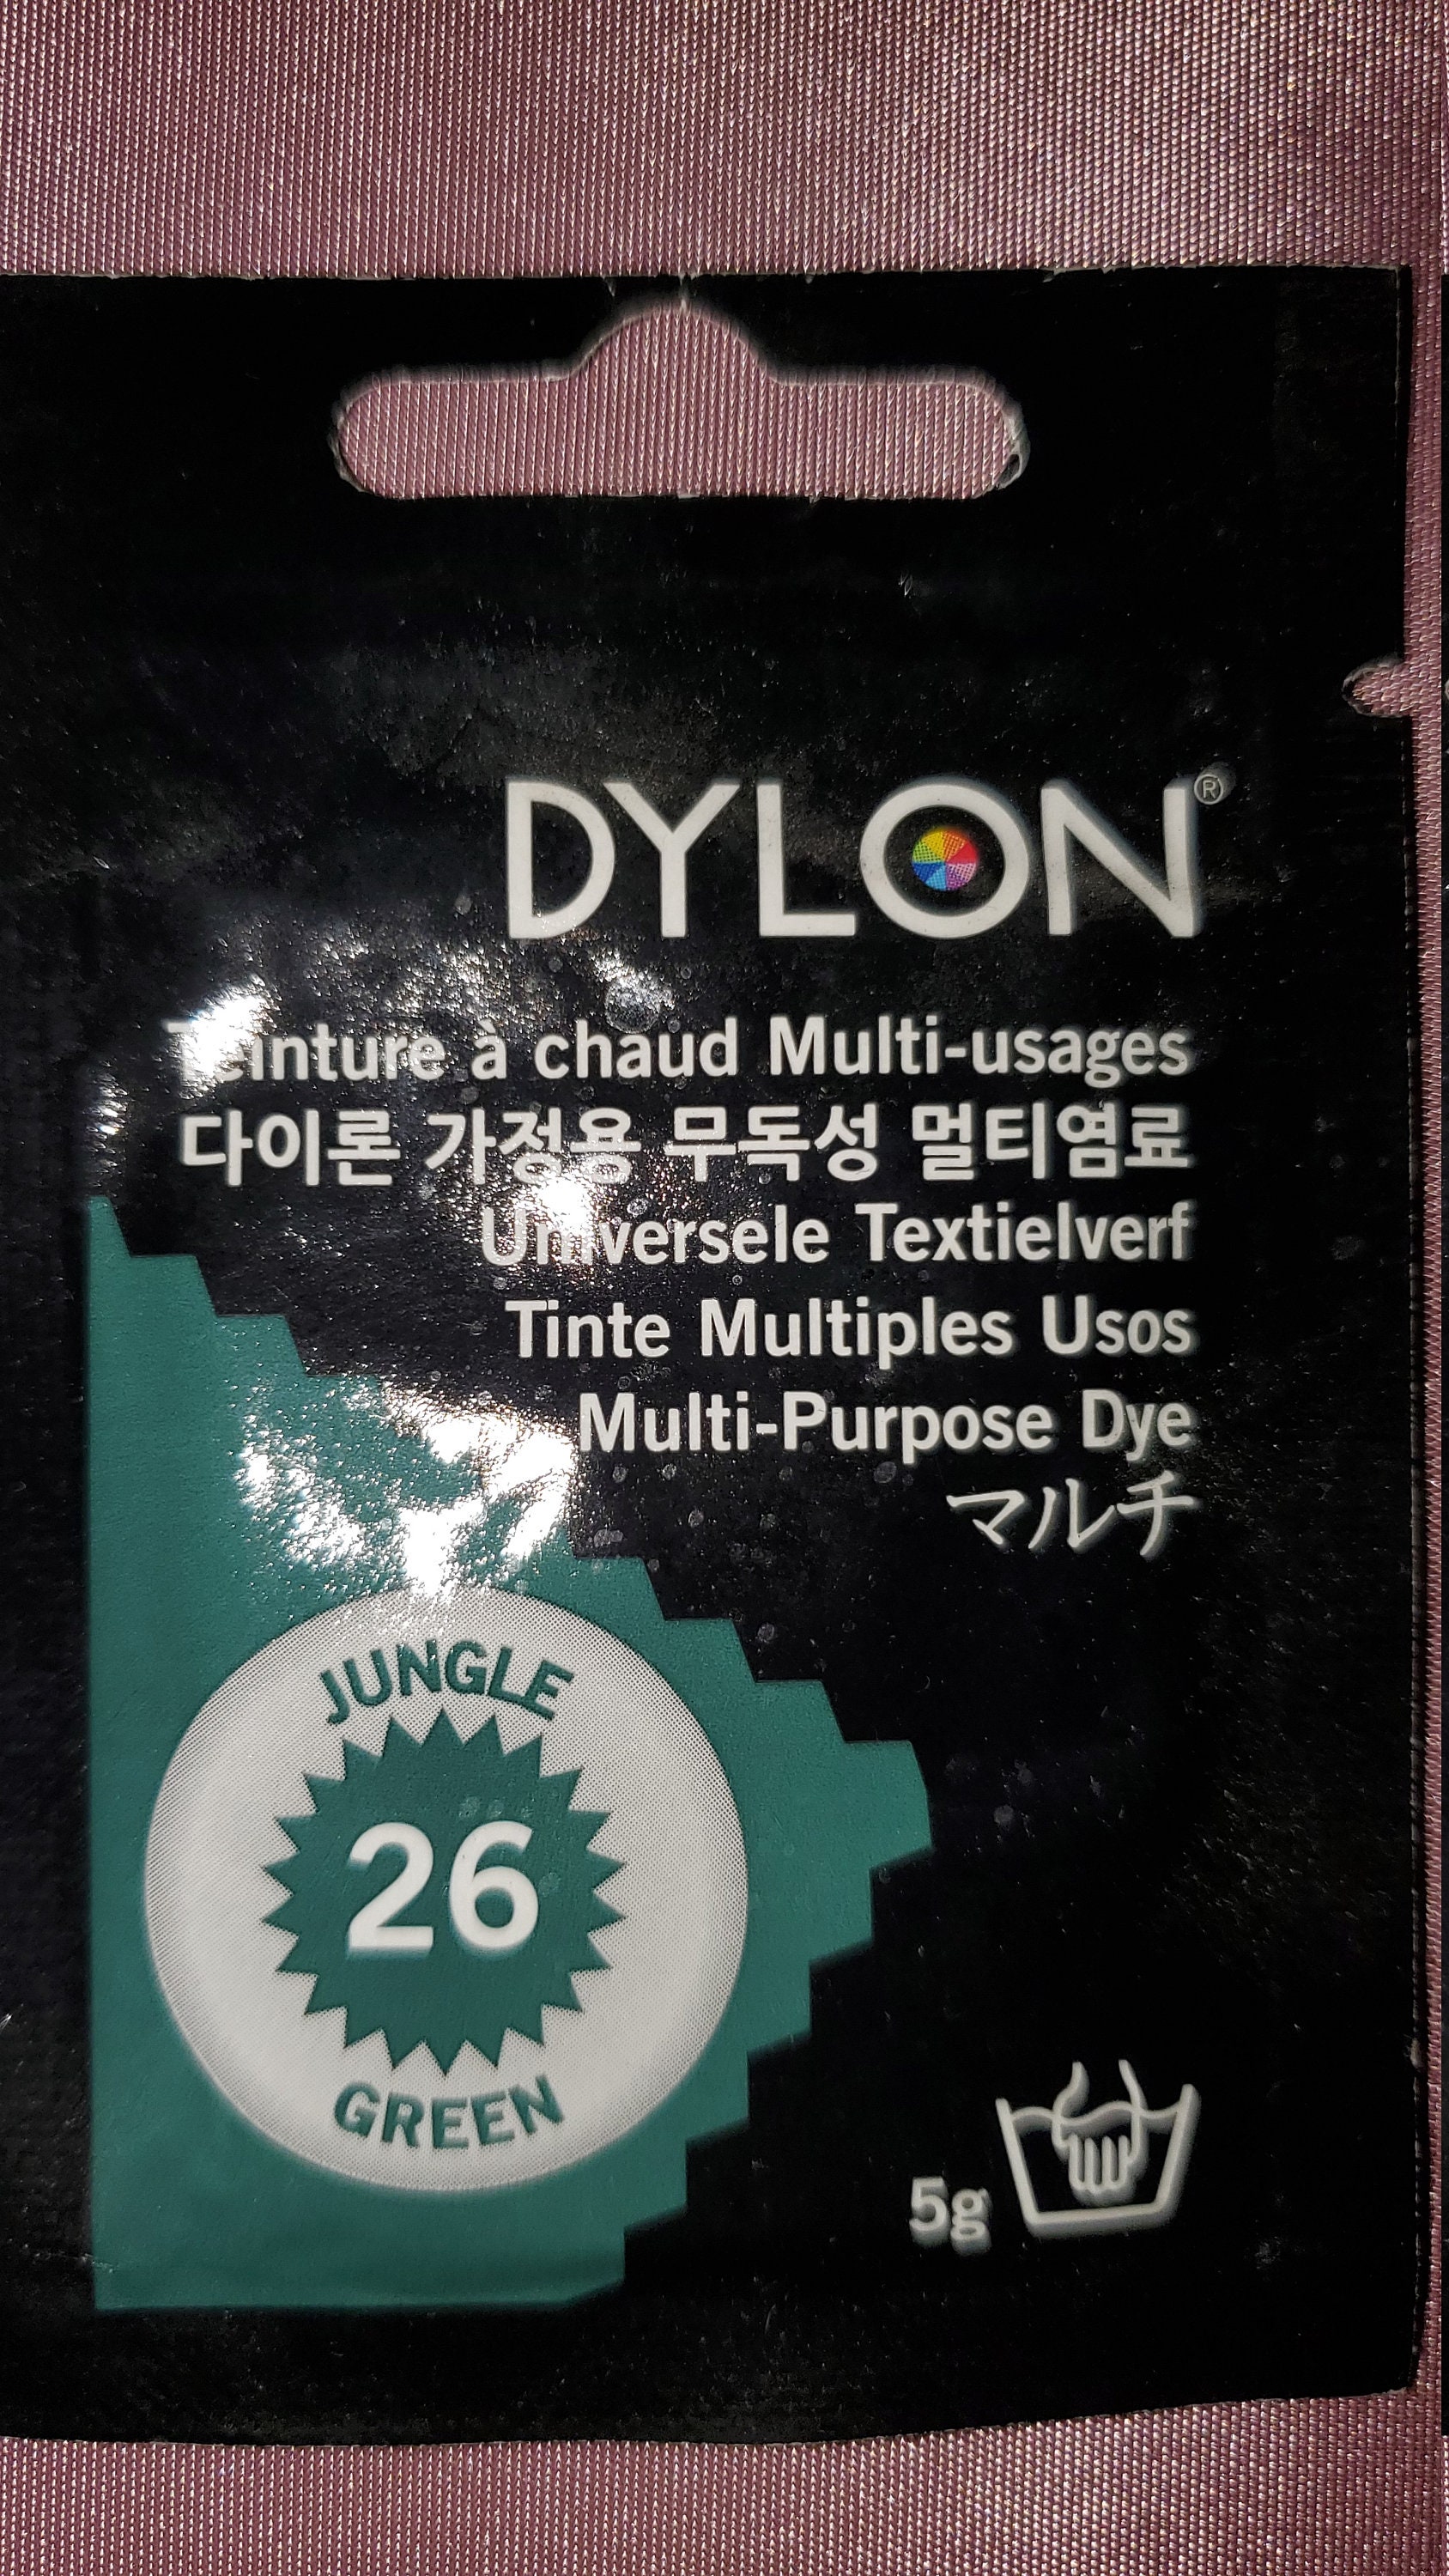 DYLON®
Teinture à chaud Multi-usages
다이론 가정용 무독성 멀티염료
Universele Textielverf
Tinte Multiples Usos
Multi-Purpose Dye
マルチ
JUNGLE
26
GREEN
5g